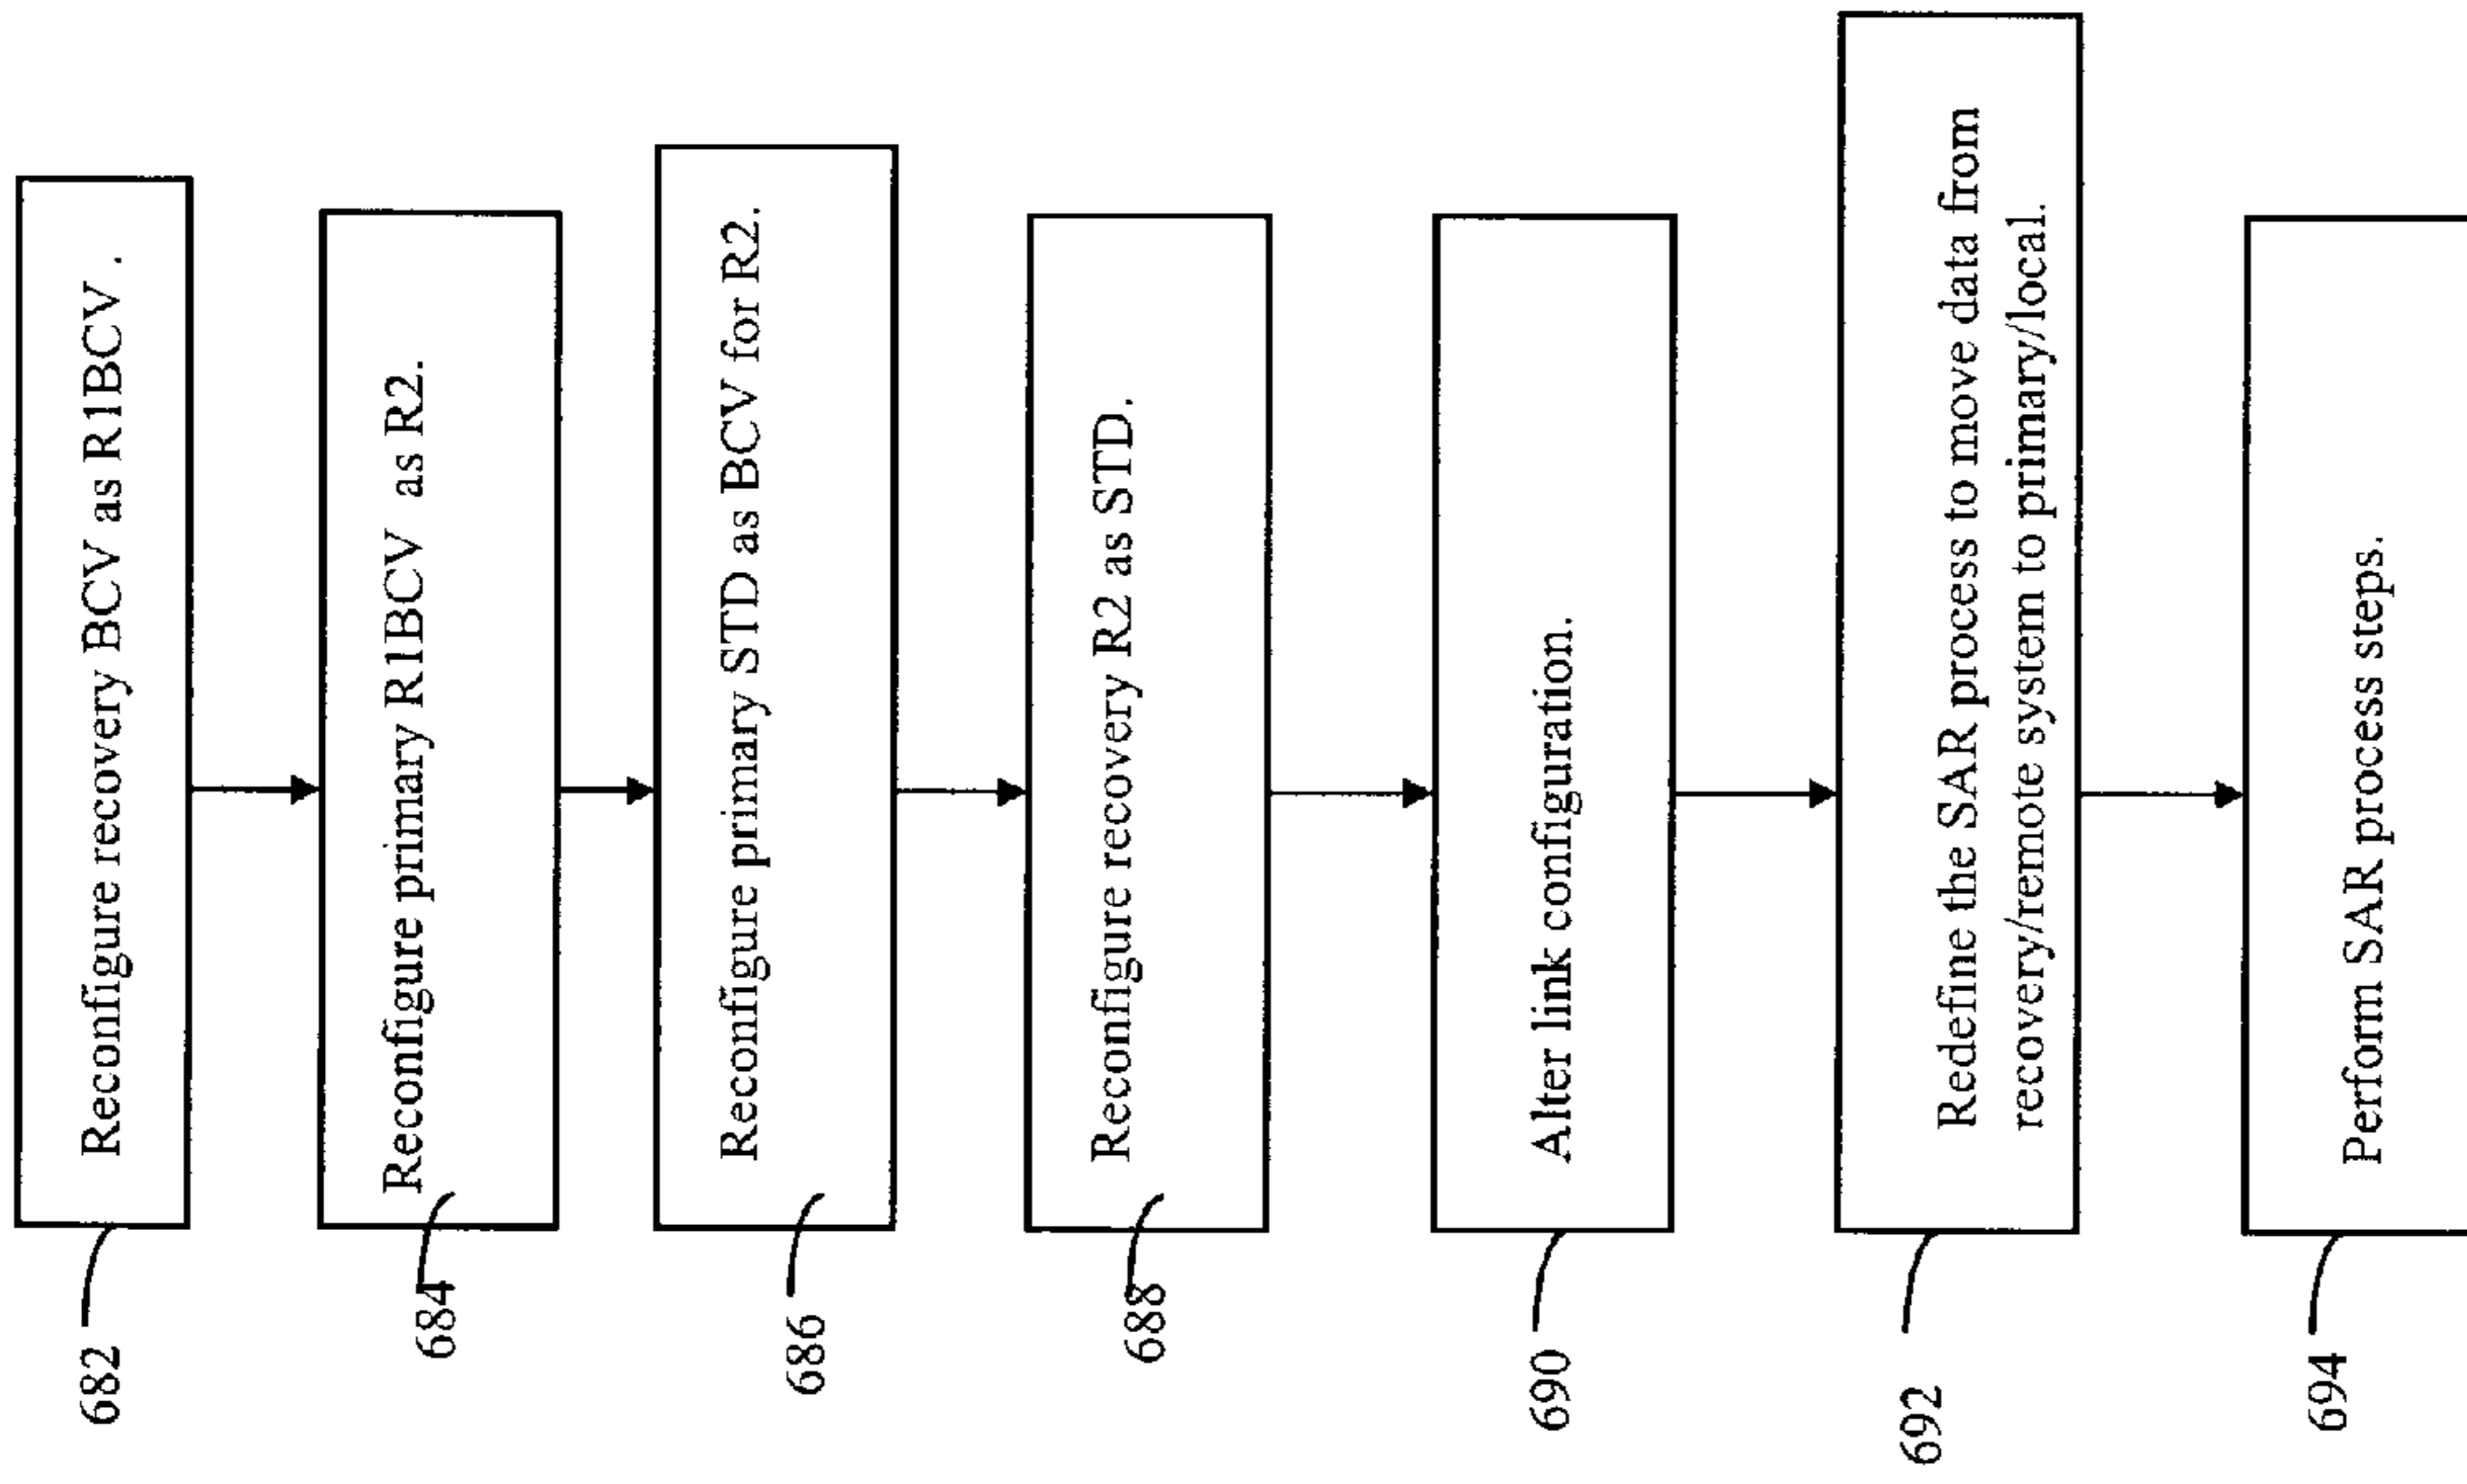 682
Reconfigure recovery BCV as R1BCV .
684
Reconfigure primary R1BCV as R2.
686
Reconfigure primary STD as BCV for R2.
688
Reconfigure recovery R2 as STD.
690
Alter link configuration.
692
Redefine the SAR process to move data from
recovery/remote system to primary/local.
694
Perform SAR process steps.